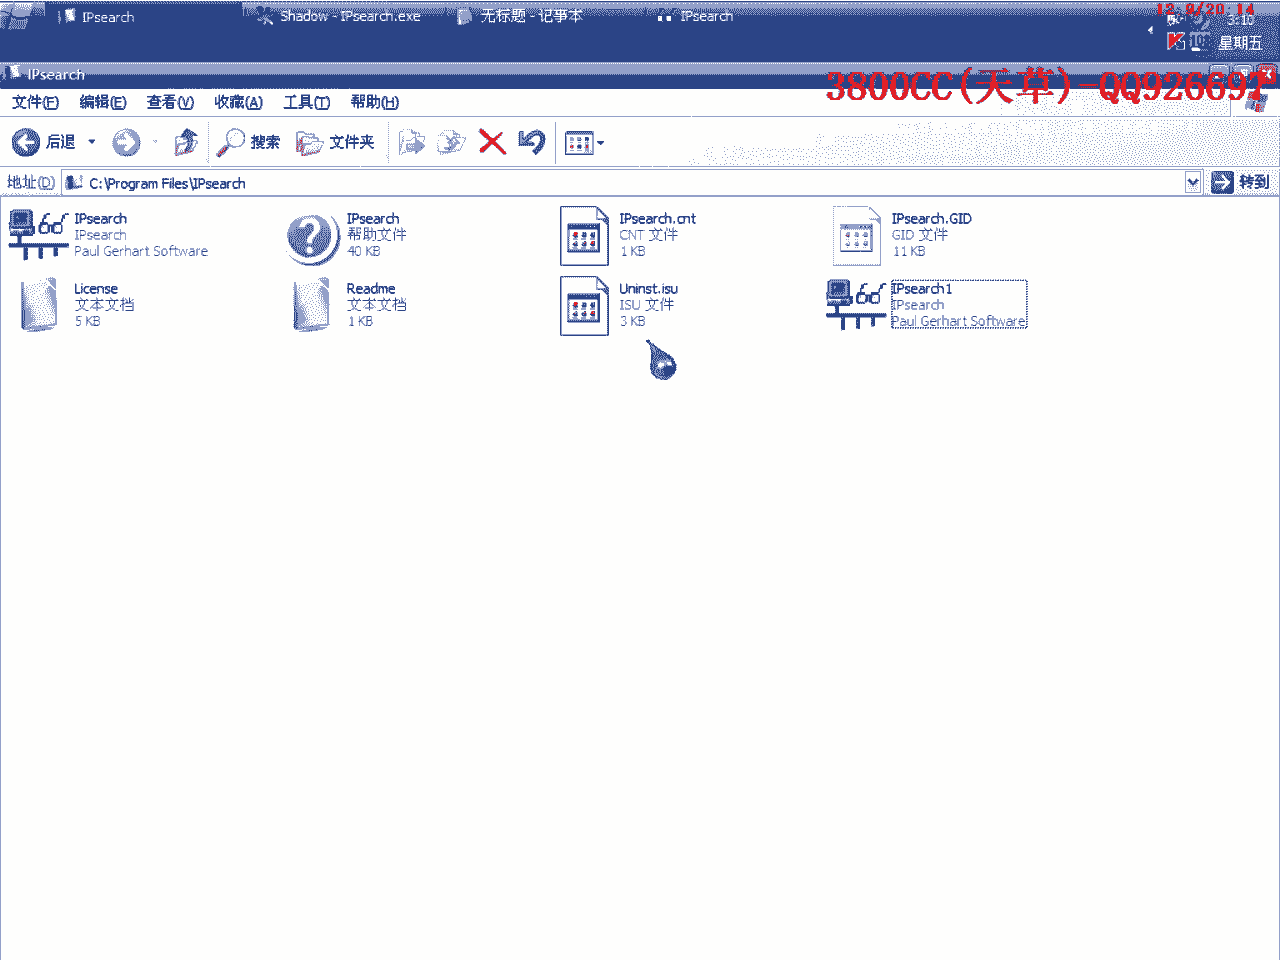 IPsearch
Shadow - IPsearch.exe
无标题 - 记事本
IPsearch
12.9/20:14
3:10
星期五
IPsearch
3800CC(天草)-QQ926697
文件(F) 编辑(E) 查看(V) 收藏(A) 工具(T) 帮助(H)
后退 搜索 文件夹
地址(D) C:\Program Files\IPsearch 转到
IPsearch
IPsearch
Paul Gerhart Software
IPsearch
帮助文件
40 KB
IPsearch.cnt
CNT 文件
1 KB
IPsearch.GID
GID 文件
11 KB
License
文本文档
5 KB
Readme
文本文档
1 KB
Uninst.isu
ISU 文件
3 KB
IPsearch1
IPsearch
Paul Gerhart Software